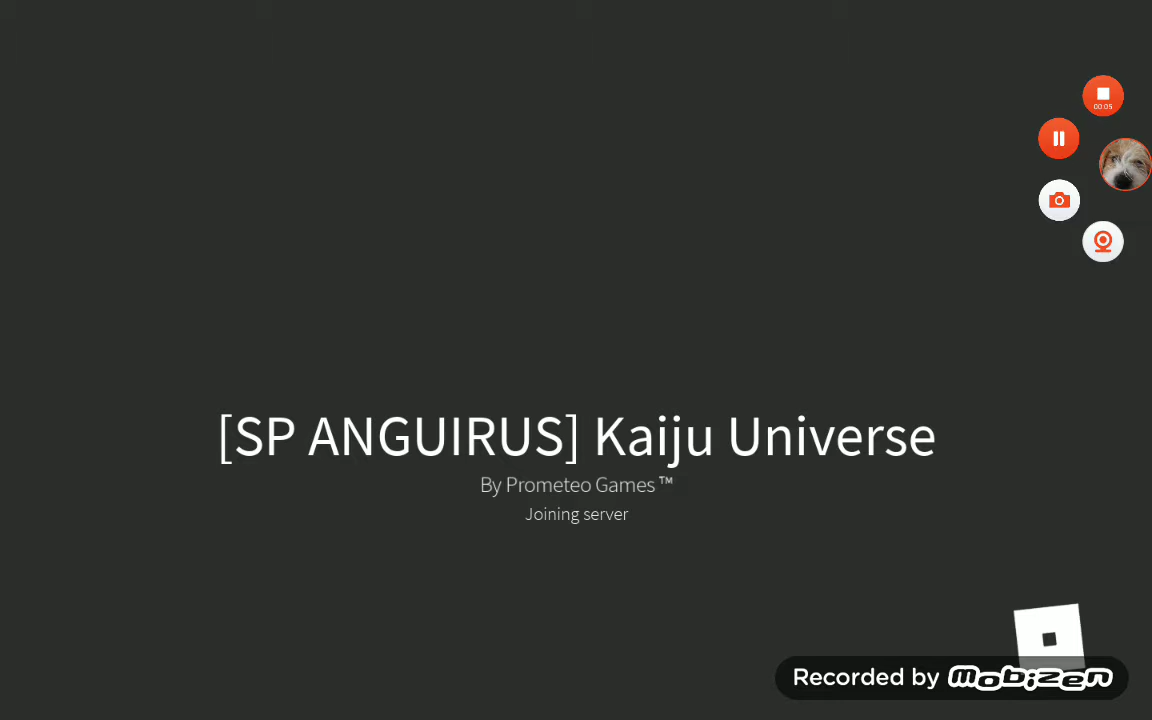 00:05
[SP ANGUIRUS] Kaiju Universe
By Prometeo Games™
Joining server
Recorded by Mobizen